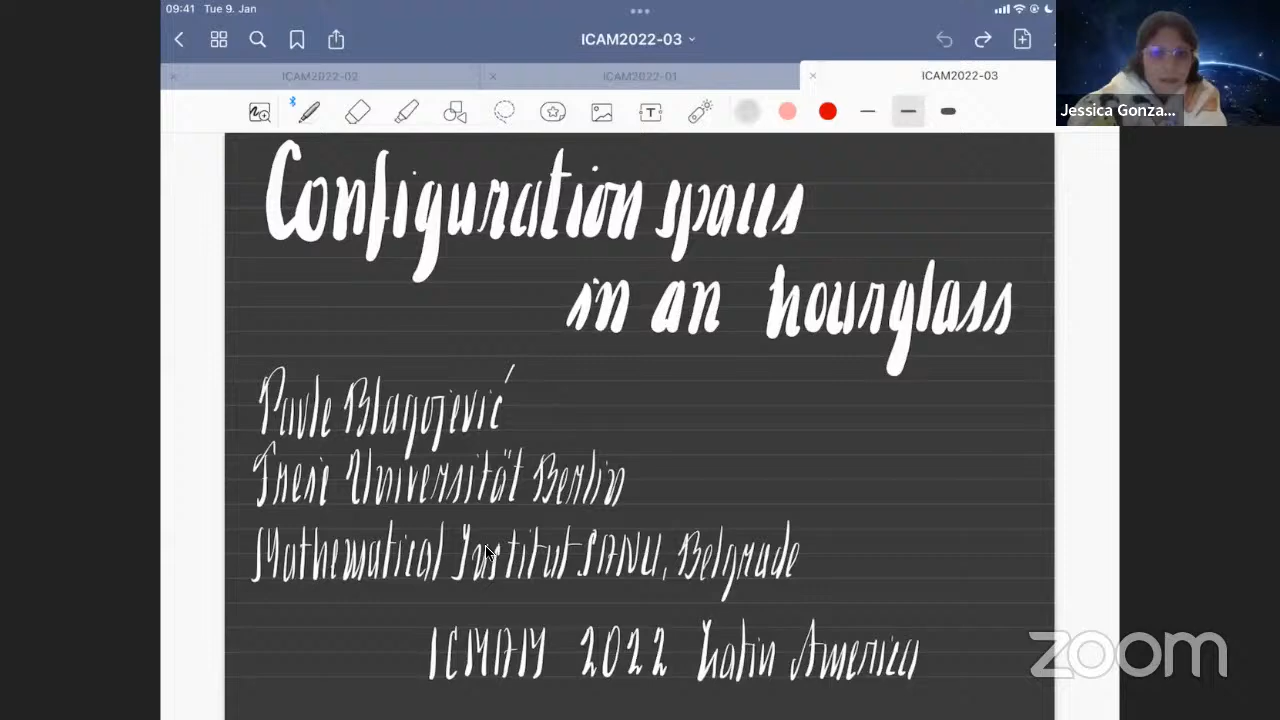 09:41 Tue 9. Jan
ICAM2022-03
ICAM2022-02
ICAM2022-01
ICAM2022-03
Jessica Gonza...
Configuration spaces
in an hourglass
Pavle Blagojević
Freie Universität Berlin
Mathematical Institut SANU, Belgrade
ICMAM 2022 Latin America
zoom